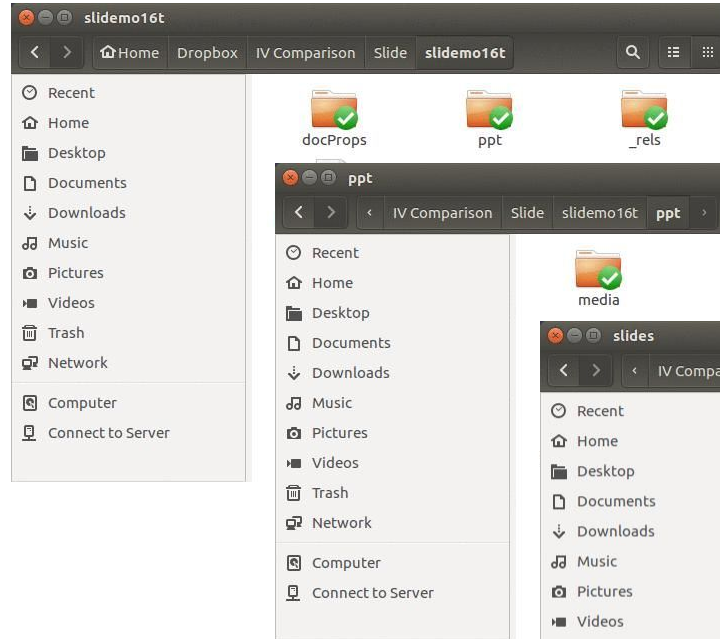 slidemo16t
Home Dropbox IV Comparison Slide slidemo16t
Recent
Home
Desktop
Documents
Downloads
Music
Pictures
Videos
Trash
Network
Computer
Connect to Server
docProps ppt _rels
ppt
IV Comparison Slide slidemo16t ppt
Recent
Home
Desktop
Documents
Downloads
Music
Pictures
Videos
Trash
Network
Computer
Connect to Server
media
slides
IV Compa
Recent
Home
Desktop
Documents
Downloads
Music
Pictures
Videos